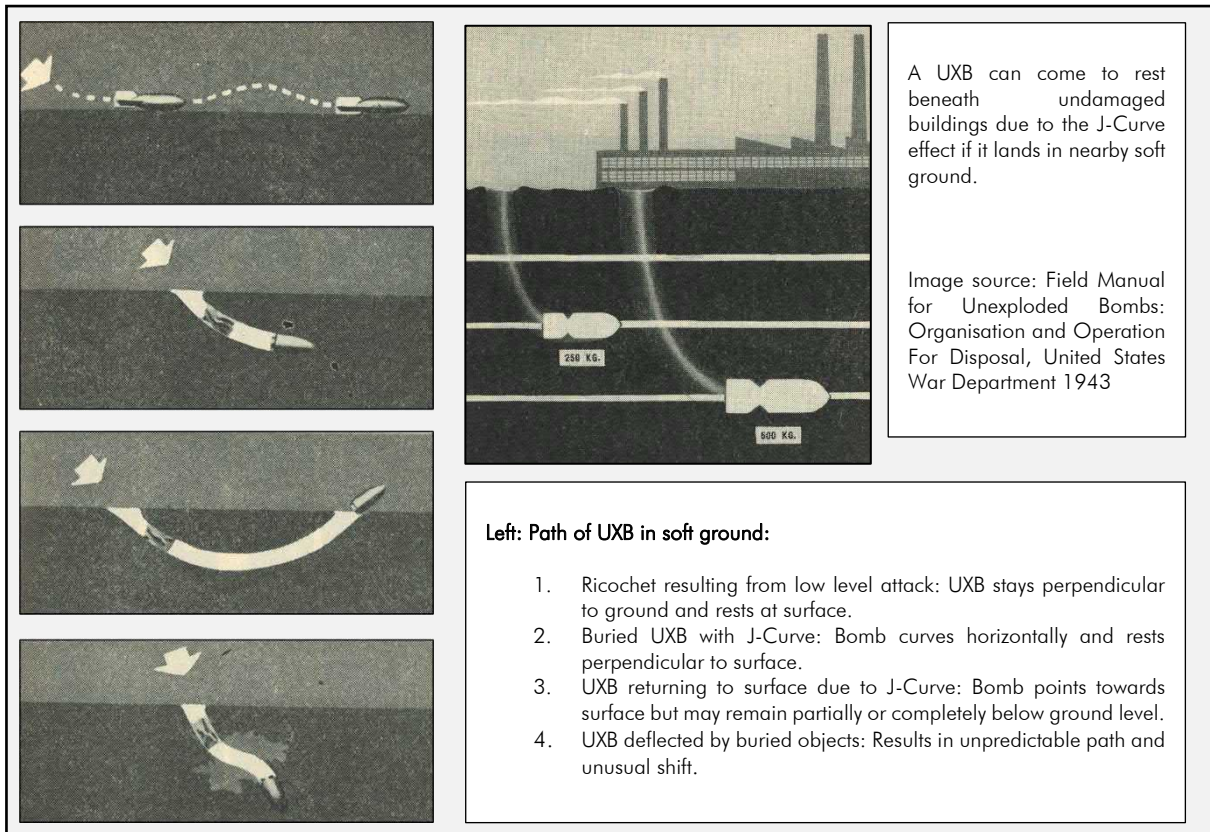 A UXB can come to rest
beneath undamaged
buildings due to the J-Curve
effect if it lands in nearby soft
ground.
Image source: Field Manual
for Unexploded Bombs:
Organisation and Operation
For Disposal, United States
War Department 1943
250 KG.
500 KG.
Left: Path of UXB in soft ground:
1. Ricochet resulting from low level attack: UXB stays perpendicular
to ground and rests at surface.
2. Buried UXB with J-Curve: Bomb curves horizontally and rests
perpendicular to surface.
3. UXB returning to surface due to J-Curve: Bomb points towards
surface but may remain partially or completely below ground level.
4. UXB deflected by buried objects: Results in unpredictable path and
unusual shift.